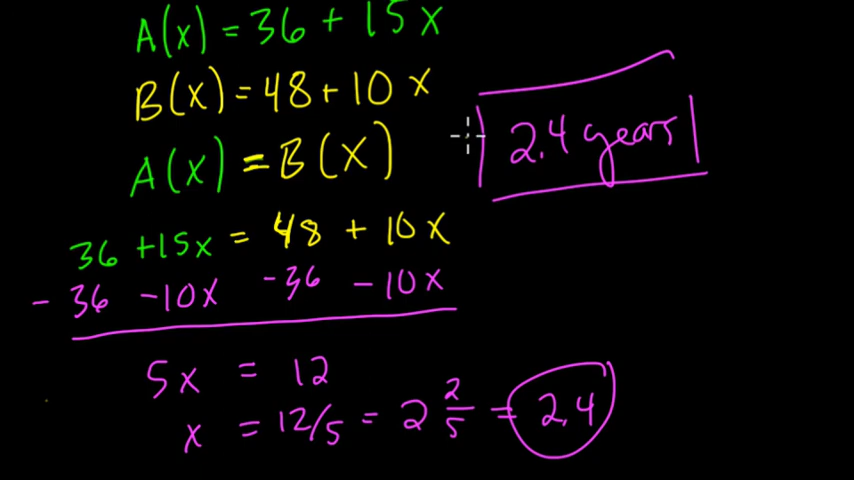 A(x) = 36 + 15x
B(x) = 48 + 10x
A(x) = B(x)
2.4 years
36 + 15x = 48 + 10x
- 36 - 10x - 36 - 10x
5x = 12
x = 12/5 = 2 2/5 = 2.4